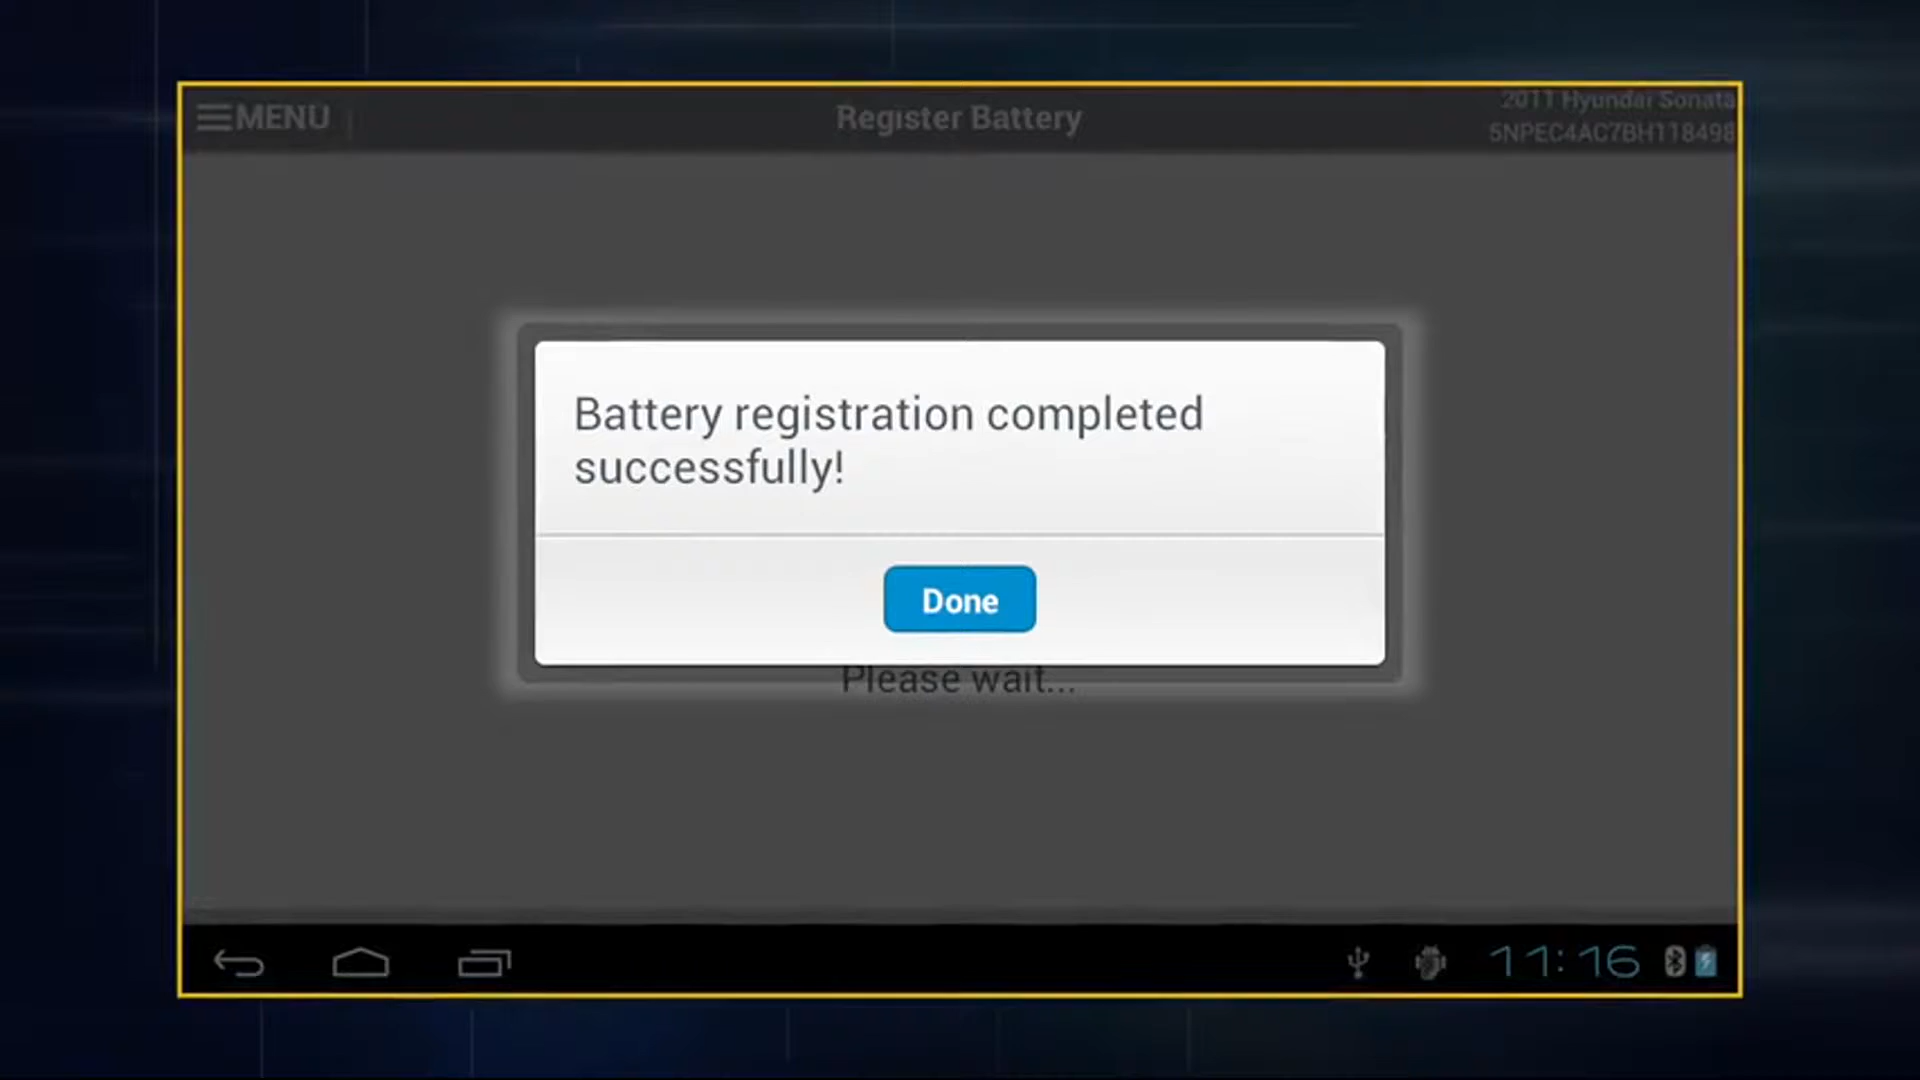 MENU
Register Battery
2011 Hyundai Sonata
5NPEC4AC7BH118498
Battery registration completed
successfully!
Done
Please wait...
11:16